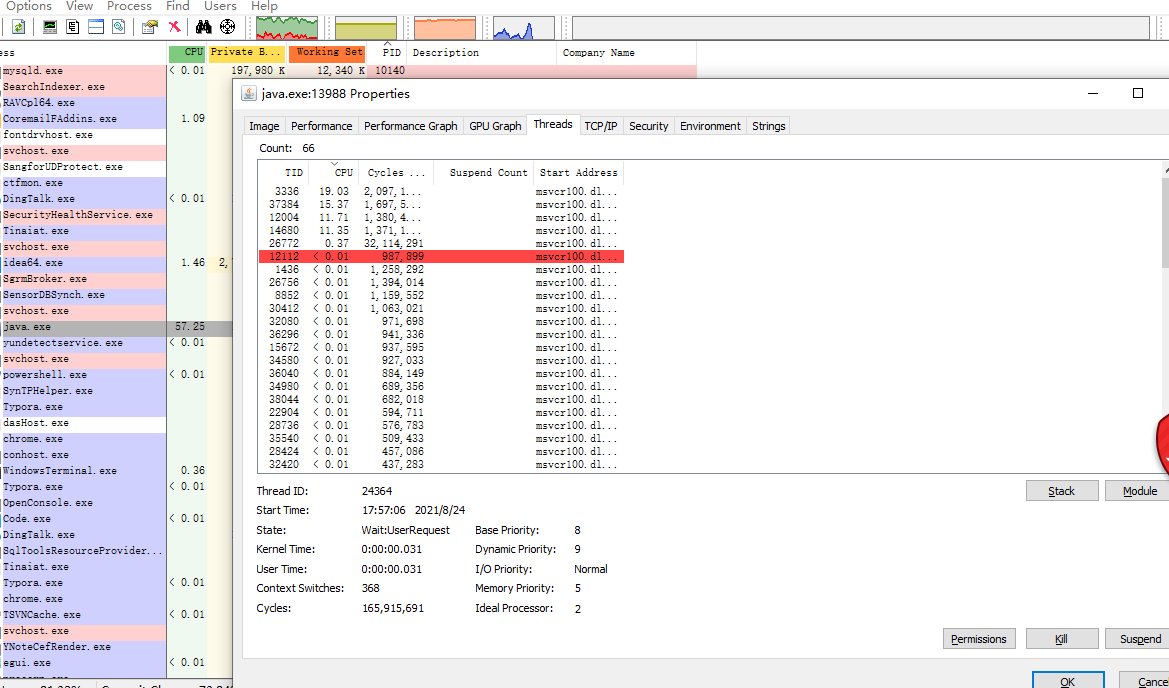 Options View Process Find Users Help
CPU Private B... Working Set PID Description Company Name
mysqld.exe < 0.01 197,980 K 12,340 K 10140
SearchIndexer.exe
RAVCpl64.exe
CoremailFAddins.exe 1.09
fontdrvhost.exe
svchost.exe
SangforUDProtect.exe
ctfmon.exe
DingTalk.exe < 0.01
SecurityHealthService.exe
Tinaiat.exe
svchost.exe
idea64.exe 1.46 2,
SgrmBroker.exe
SensorDBSynch.exe
svchost.exe
java.exe 57.25
yundetectservice.exe < 0.01
svchost.exe
powershell.exe < 0.01
SynTPHelper.exe
Typora.exe
dasHost.exe
chrome.exe
conhost.exe
WindowsTerminal.exe 0.36
Typora.exe < 0.01
OpenConsole.exe
Code.exe < 0.01
DingTalk.exe
SqlToolsResourceProvider...
Tinaiat.exe
Typora.exe < 0.01
chrome.exe
TSVNCache.exe < 0.01
svchost.exe
YNoteCefRender.exe
egui.exe < 0.01
java.exe:13988 Properties
Image Performance Performance Graph GPU Graph Threads TCP/IP Security Environment Strings
Count: 66
TID CPU Cycles ... Suspend Count Start Address
3336 19.03 2,097,1... msvcr100.dl...
37384 15.37 1,697,5... msvcr100.dl...
12004 11.71 1,380,4... msvcr100.dl...
14680 11.35 1,371,1... msvcr100.dl...
26772 0.37 32,114,291 msvcr100.dl...
12112 < 0.01 987,899 msvcr100.dl...
1436 < 0.01 1,258,292 msvcr100.dl...
26756 < 0.01 1,394,014 msvcr100.dl...
8852 < 0.01 1,159,552 msvcr100.dl...
30412 < 0.01 1,063,021 msvcr100.dl...
32080 < 0.01 971,698 msvcr100.dl...
36296 < 0.01 941,336 msvcr100.dl...
15672 < 0.01 937,595 msvcr100.dl...
34580 < 0.01 927,033 msvcr100.dl...
36040 < 0.01 884,149 msvcr100.dl...
34980 < 0.01 689,356 msvcr100.dl...
38044 < 0.01 682,018 msvcr100.dl...
22904 < 0.01 594,711 msvcr100.dl...
28736 < 0.01 576,783 msvcr100.dl...
35540 < 0.01 509,433 msvcr100.dl...
28424 < 0.01 457,086 msvcr100.dl...
32420 < 0.01 437,283 msvcr100.dl...
Thread ID: 24364 Stack Module
Start Time: 17:57:06 2021/8/24
State: Wait:UserRequest Base Priority: 8
Kernel Time: 0:00:00.031 Dynamic Priority: 9
User Time: 0:00:00.031 I/O Priority: Normal
Context Switches: 368 Memory Priority: 5
Cycles: 165,915,691 Ideal Processor: 2
Permissions Kill Suspend
OK Cance